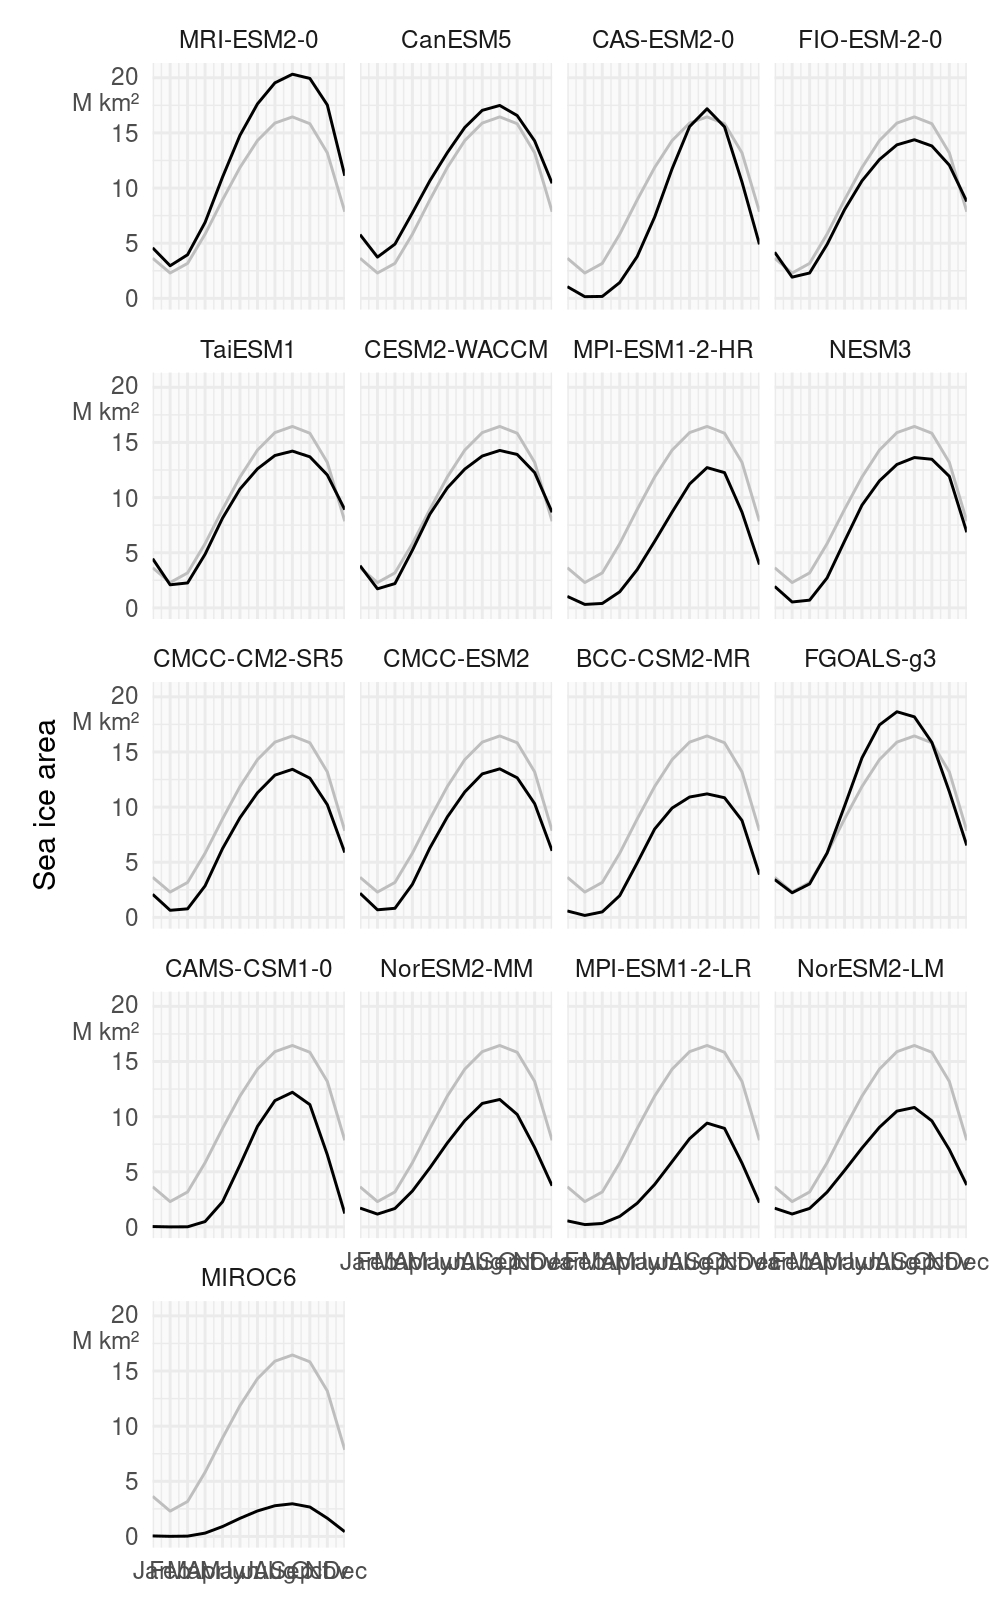 MRI-ESM2-0 CanESM5 CAS-ESM2-0 FIO-ESM-2-0
20
M km²
15
10
5
0
TaiESM1 CESM2-WACCM MPI-ESM1-2-HR NESM3
20
M km²
15
10
5
0
CMCC-CM2-SR5 CMCC-ESM2 BCC-CSM2-MR FGOALS-g3
20
M km²
15
10
5
0
Sea ice area
CAMS-CSM1-0 NorESM2-MM MPI-ESM1-2-LR NorESM2-LM
20
M km²
15
10
5
0
MIROC6
20
M km²
15
10
5
0